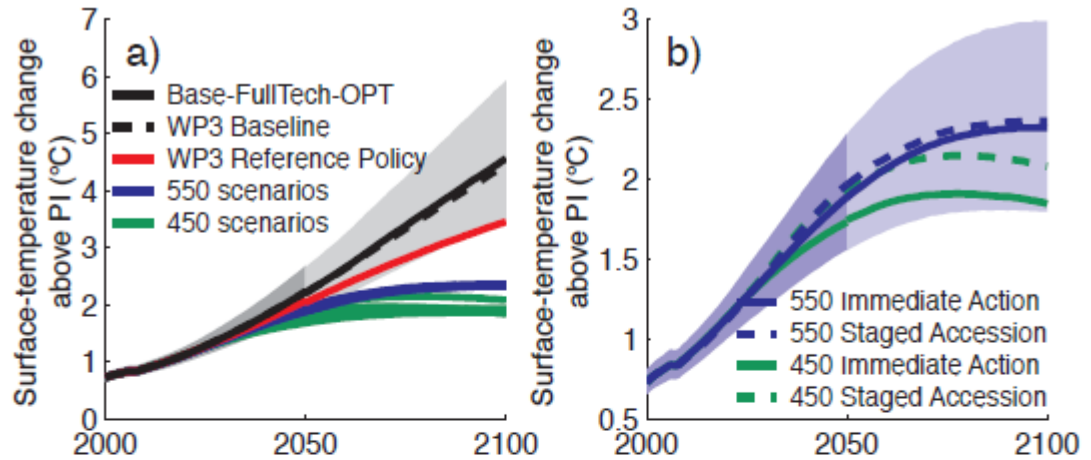 Surface-temperature change
above PI (°C)
7
6
5
4
3
2
1
0
a)
Base-FullTech-OPT
WP3 Baseline
WP3 Reference Policy
550 scenarios
450 scenarios
2000
2050
2100
Surface-temperature change
above PI (°C)
3
2.5
2
1.5
1
0.5
b)
550 Immediate Action
550 Staged Accession
450 Immediate Action
450 Staged Accession
2000
2050
2100